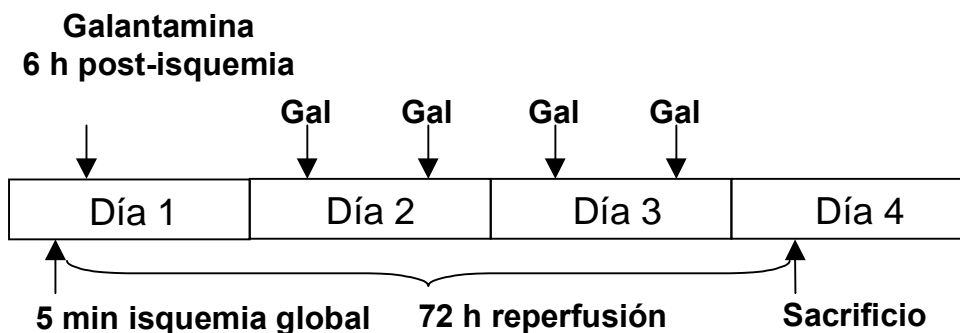 Galantamina
6 h post-isquemia
Gal Gal Gal Gal
Día 1 Día 2 Día 3 Día 4
5 min isquemia global 72 h reperfusión Sacrificio